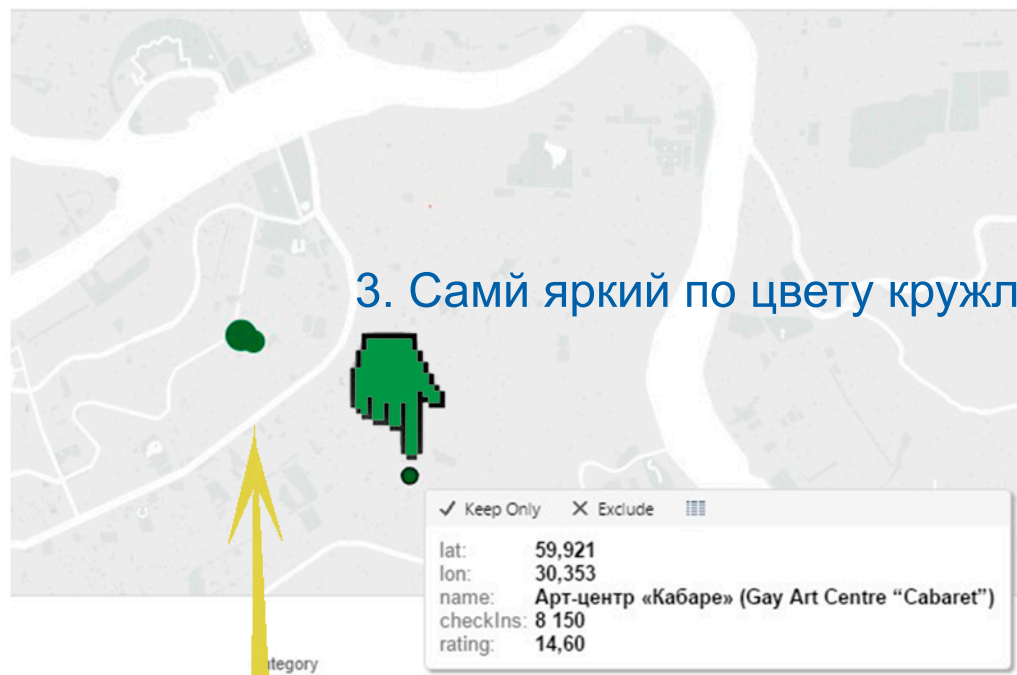 3. Самй яркий по цвету кружл
Keep Only Exclude
lat: 59,921
lon: 30,353
name: Арт-центр «Кабаре» (Gay Art Centre “Cabaret”)
checkIns: 8 150
rating: 14,60
tegory